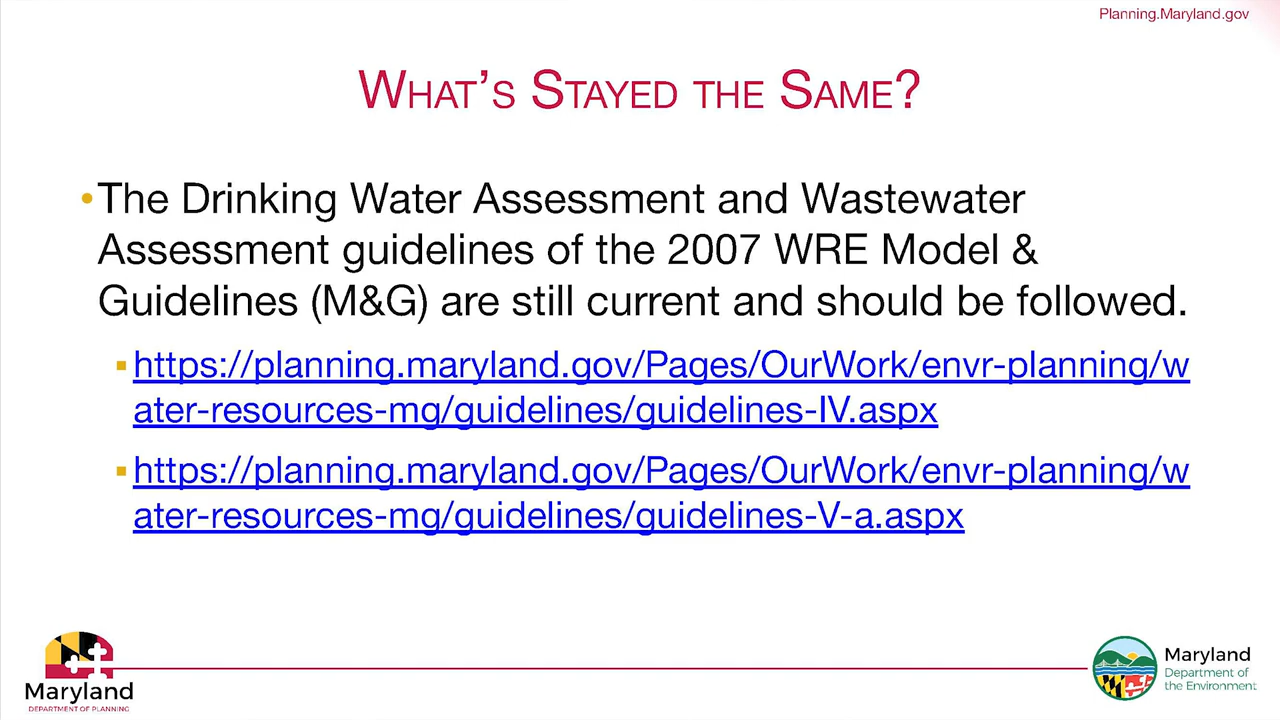 Planning.Maryland.gov
WHAT'S STAYED THE SAME?
•The Drinking Water Assessment and Wastewater
Assessment guidelines of the 2007 WRE Model &
Guidelines (M&G) are still current and should be followed.
▪https://planning.maryland.gov/Pages/OurWork/envr-planning/w
ater-resources-mg/guidelines/guidelines-IV.aspx
▪https://planning.maryland.gov/Pages/OurWork/envr-planning/w
ater-resources-mg/guidelines/guidelines-V-a.aspx
Maryland
DEPARTMENT OF PLANNING
Maryland
Department of
the Environment